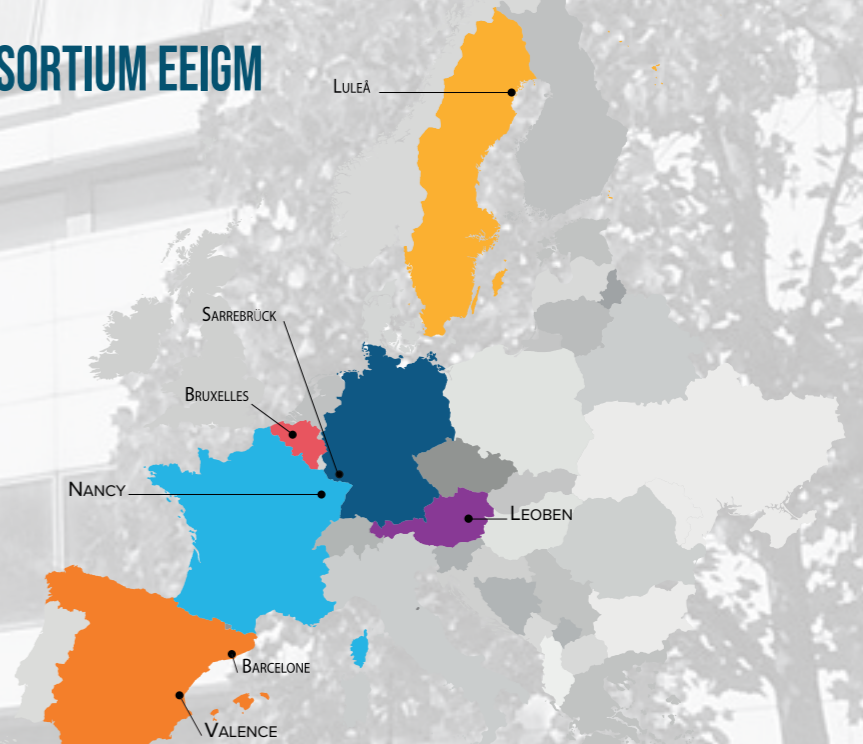 SORTIUM EEIGM
LULEÅ
SARREBRÜCK
BRUXELLES
NANCY
LEOBEN
BARCELONE
VALENCE